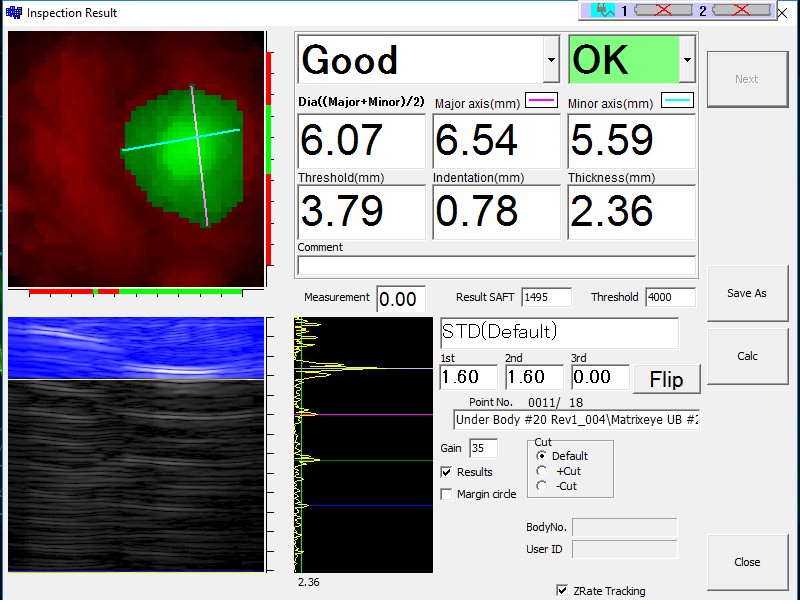 Inspection Result
1 2
Good OK
Next
Dia((Major+Minor)/2) Major axis(mm) Minor axis(mm)
6.07 6.54 5.59
Threshold(mm) Indentation(mm) Thickness(mm)
3.79 0.78 2.36
Comment
Measurement 0.00 Result SAFT 1495 Threshold 4000
Save As
STD(Default)
Calc
1st 2nd 3rd
1.60 1.60 0.00 Flip
Point No. 0011/ 18
Under Body #20 Rev1_004\Matrixeye UB #2
Gain 35
Cut
Default
+Cut
-Cut
Results
Margin circle
BodyNo.
User ID
Close
2.36
ZRate Tracking